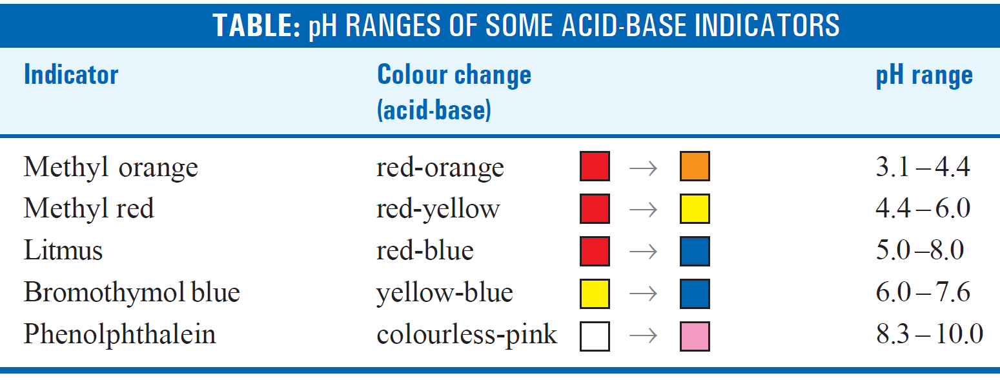 TABLE: pH RANGES OF SOME ACID-BASE INDICATORS
Indicator Colour change pH range
(acid-base)
Methyl orange red-orange → 3.1–4.4
Methyl red red-yellow → 4.4–6.0
Litmus red-blue → 5.0–8.0
Bromothymol blue yellow-blue → 6.0–7.6
Phenolphthalein colourless-pink → 8.3–10.0